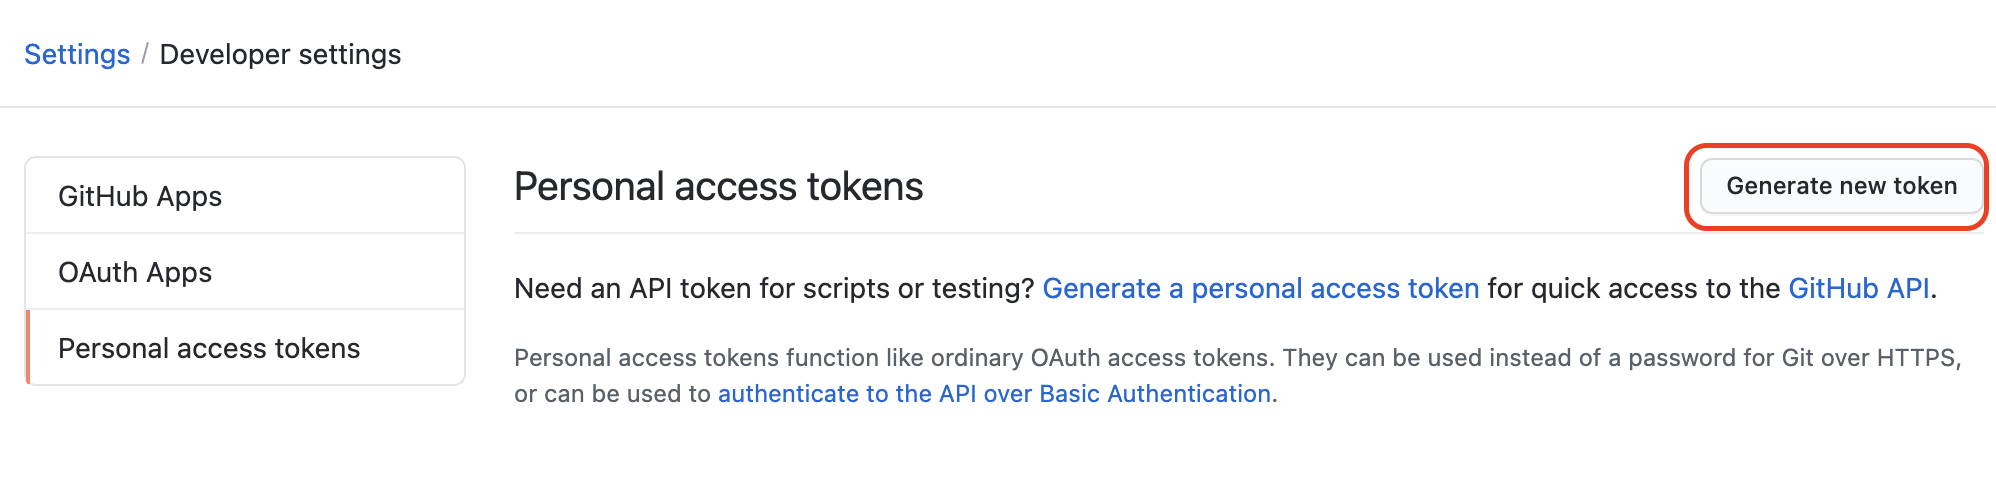 Settings / Developer settings
GitHub Apps
OAuth Apps
Personal access tokens
Personal access tokens
Generate new token
Need an API token for scripts or testing? Generate a personal access token for quick access to the GitHub API.
Personal access tokens function like ordinary OAuth access tokens. They can be used instead of a password for Git over HTTPS,
or can be used to authenticate to the API over Basic Authentication.